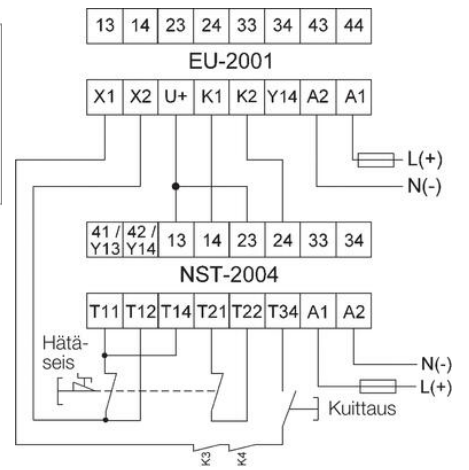 13 14 23 24 33 34 43 44
EU-2001
X1 X2 U+ K1 K2 Y14 A2 A1
L(+)
N(-)
41 / 42 /
Y13 Y14 13 14 23 24 33 34
NST-2004
T11 T12 T14 T21 T22 T34 A1 A2
Hätä-
seis
N(-)
L(+)
Kuittaus
K3 K4